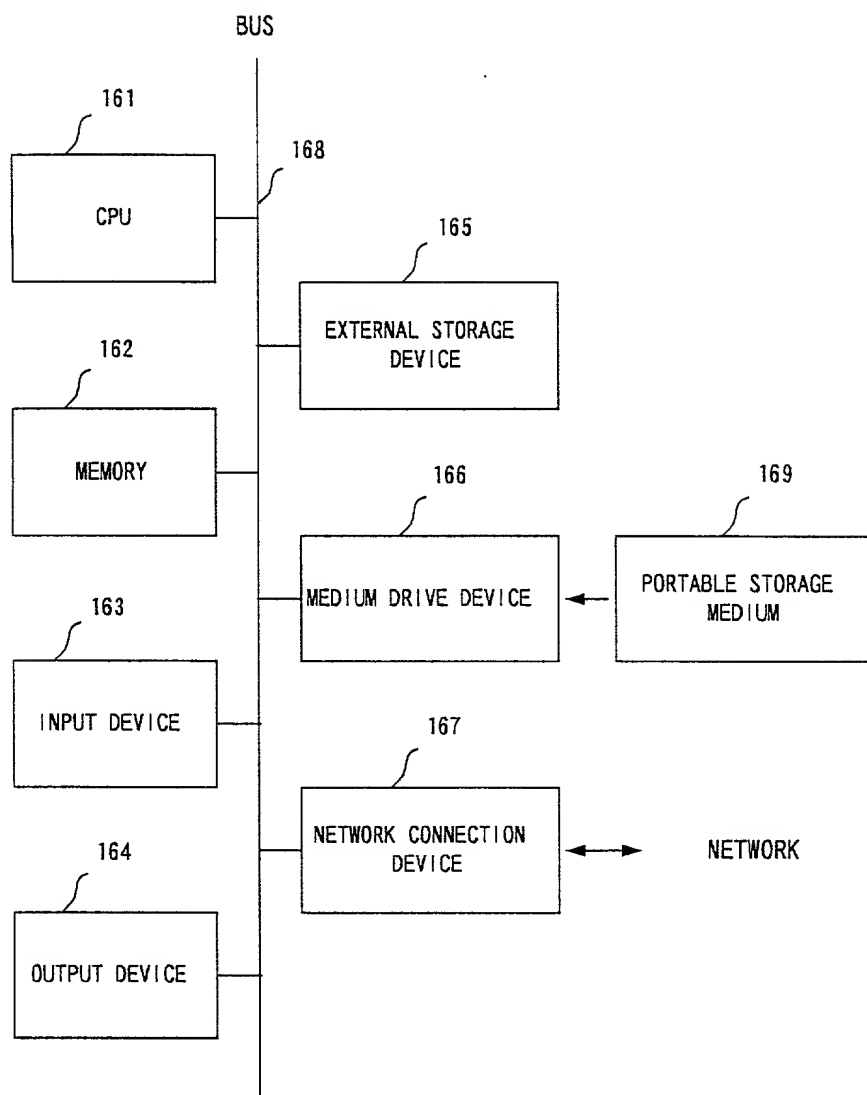 BUS
161
168
CPU
165
EXTERNAL STORAGE
DEVICE
162
MEMORY
166
169
MEDIUM DRIVE DEVICE
PORTABLE STORAGE
MEDIUM
163
INPUT DEVICE
167
NETWORK CONNECTION
DEVICE
NETWORK
164
OUTPUT DEVICE